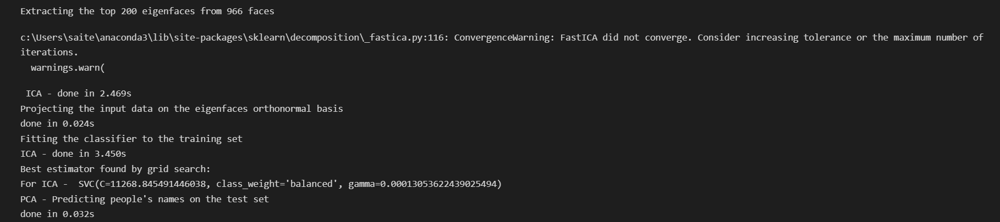 Extracting the top 200 eigenfaces from 966 faces
c:\Users\saite\anaconda3\lib\site-packages\sklearn\decomposition\_fastica.py:116: ConvergenceWarning: FastICA did not converge. Consider increasing tolerance or the maximum number of
iterations.
  warnings.warn(
 ICA - done in 2.469s
Projecting the input data on the eigenfaces orthonormal basis
done in 0.024s
Fitting the classifier to the training set
ICA - done in 3.450s
Best estimator found by grid search:
For ICA -  SVC(C=11268.845491446038, class_weight='balanced', gamma=0.00013053622439025494)
PCA - Predicting people's names on the test set
done in 0.032s